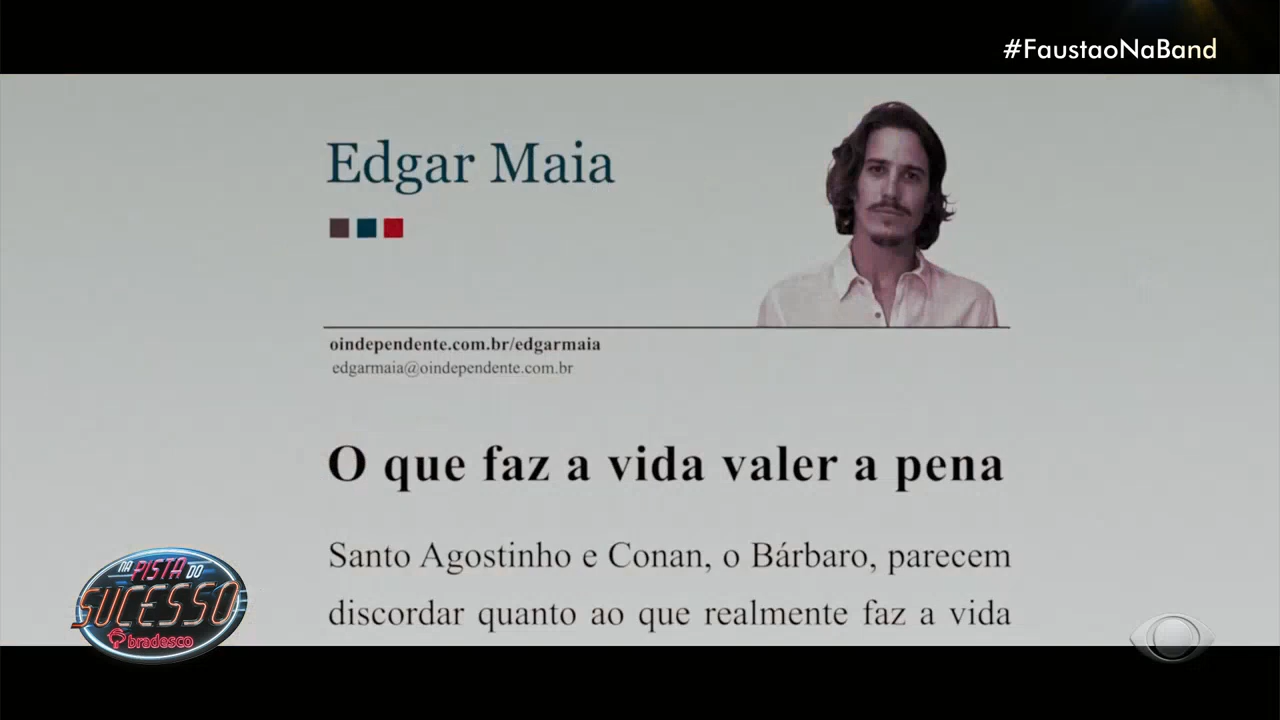 #FaustaoNaBand
Edgar Maia
oindependente.com.br/edgarmaia
edgarmaia@oindependente.com.br
O que faz a vida valer a pena
Santo Agostinho e Conan, o Bárbaro, parecem
discordar quanto ao que realmente faz a vida
NA PISTA DO
SUCESSO
bradesco